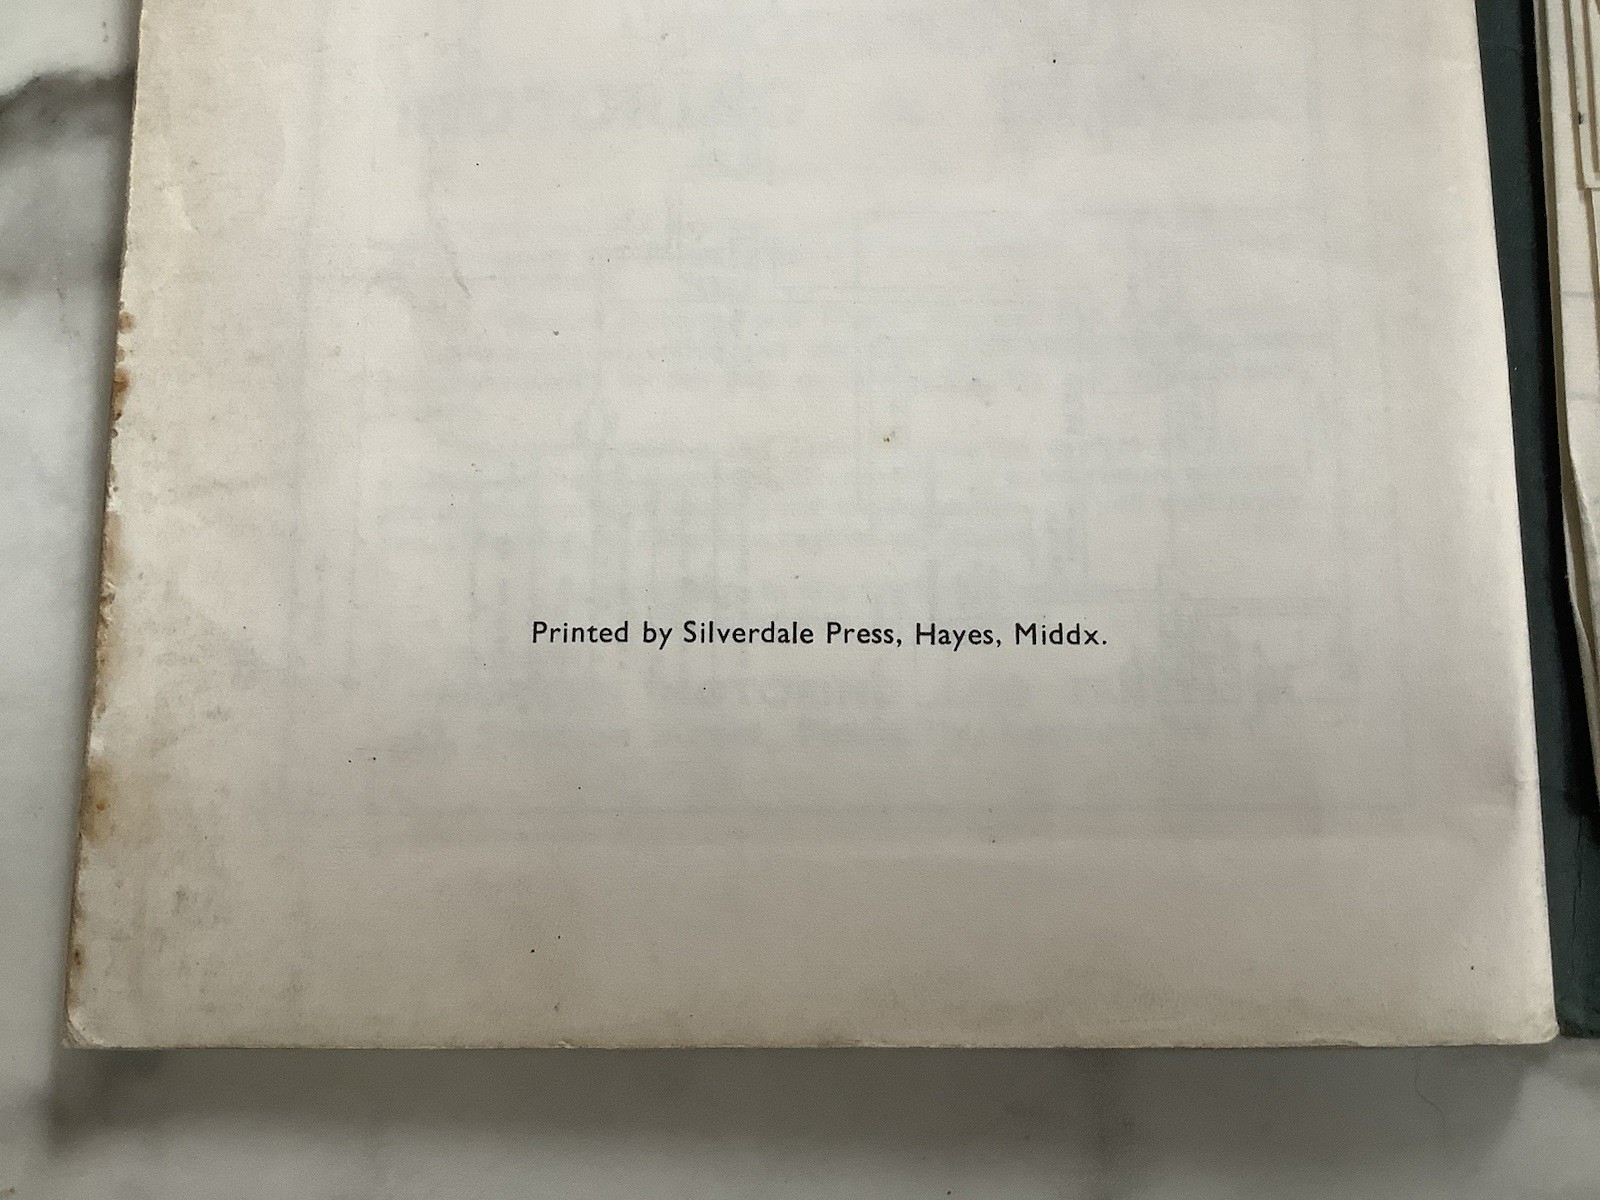 Printed by Silverdale Press, Hayes, Middx.